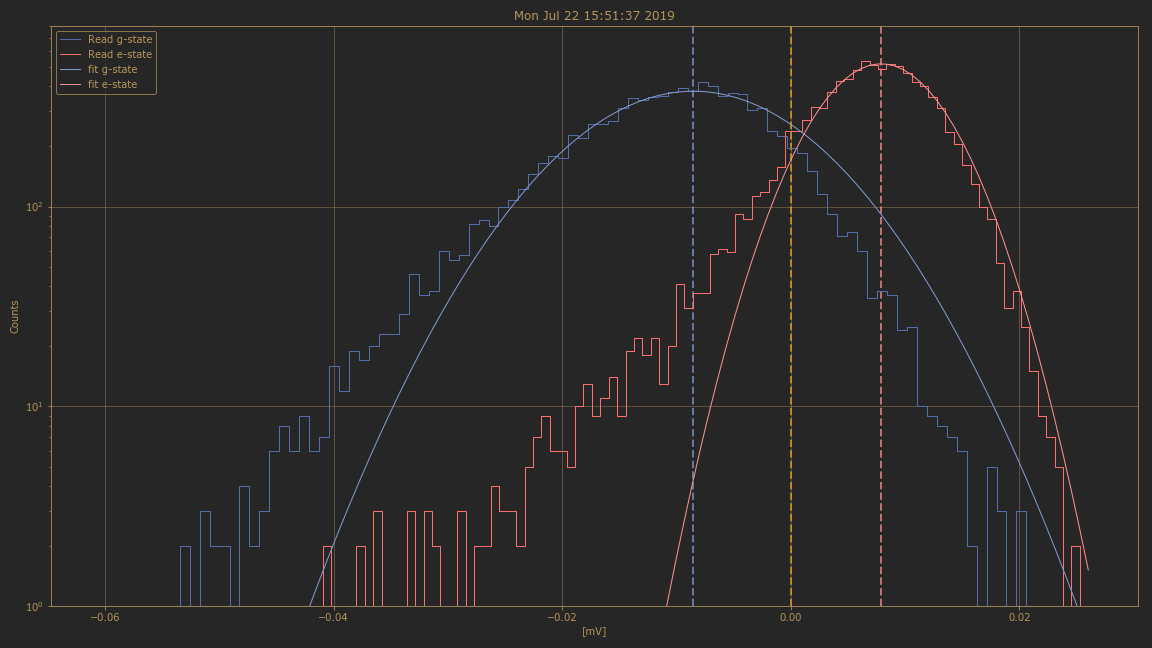 Mon Jul 22 15:51:37 2019
Read g-state
Read e-state
fit g-state
fit e-state
Counts
10²
10¹
10⁰
−0.06
−0.04
−0.02
0.00
0.02
[mV]